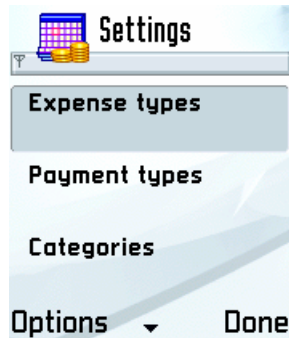 Settings
Expense types
Payment types
Categories
Options Done